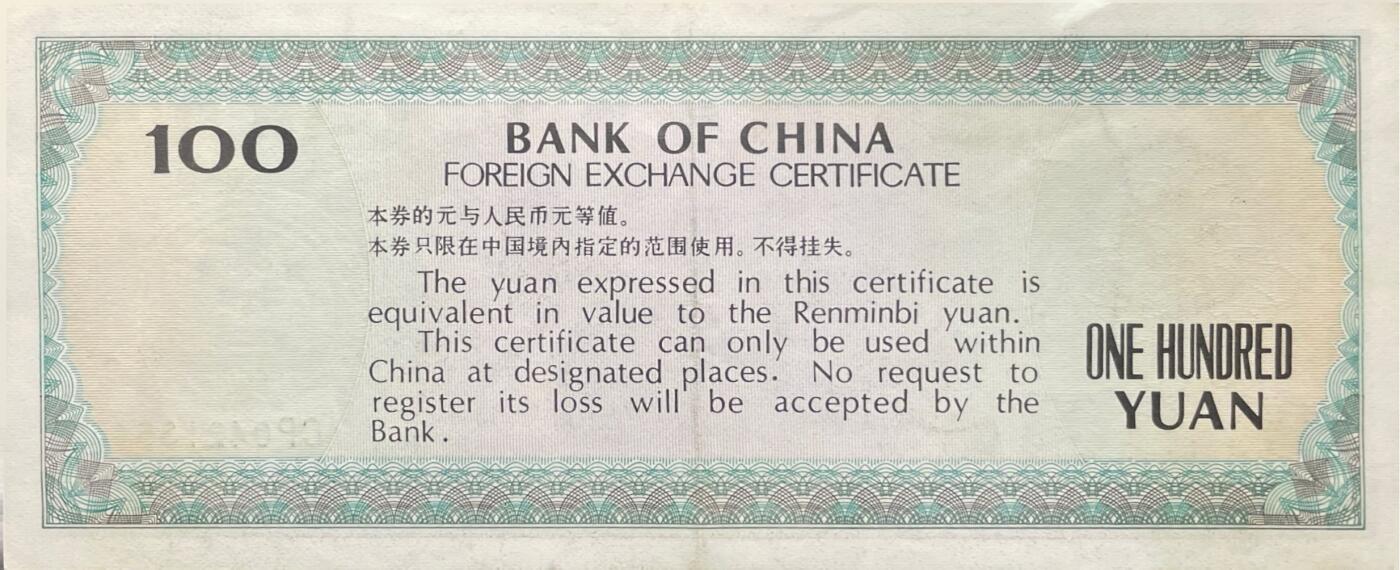 100
BANK OF CHINA
FOREIGN EXCHANGE CERTIFICATE
本券的元与人民币元等值。
本券只限在中国境内指定的范围使用。不得挂失。
The yuan expressed in this certificate is
equivalent in value to the Renminbi yuan.
This certificate can only be used within
China at designated places. No request to
register its loss will be accepted by the
Bank.
ONE HUNDRED
YUAN